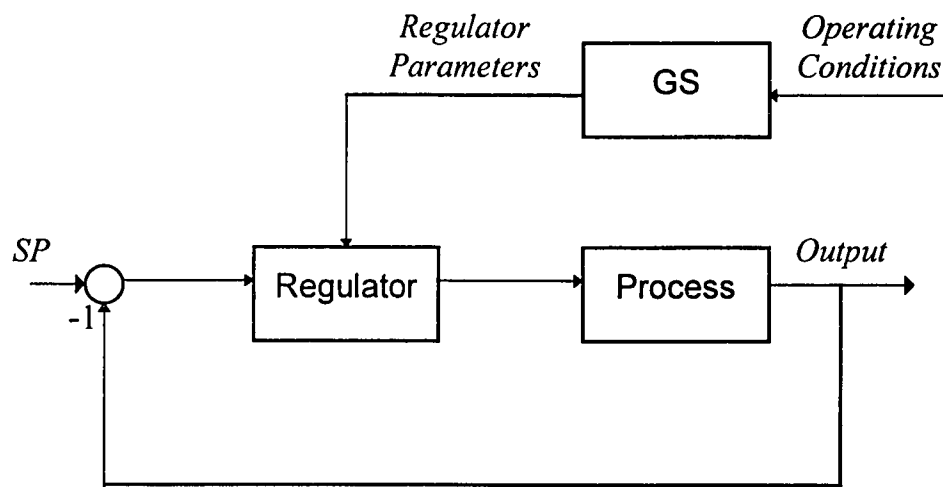 Regulator
Parameters
Operating
Conditions
GS
SP
-1
Regulator
Process
Output